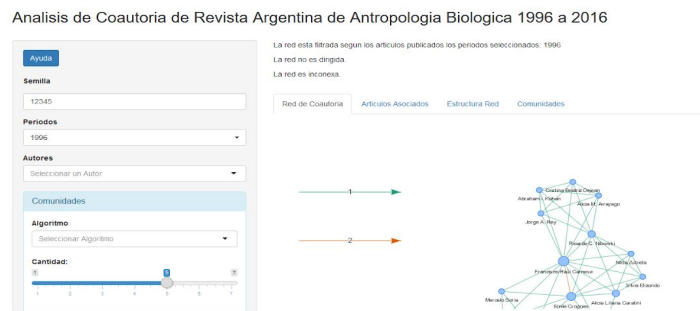 Analisis de Coautoria de Revista Argentina de Antropologia Biologica 1996 a 2016
Ayuda
Semilla
12345
Periodos
1996
Autores
Seleccionar un Autor
Comunidades
Algoritmo
Seleccionar Algoritmo
Cantidad:
1 5 7
1 2 3 5 6 7
La red esta filtrada segun los articulos publicados los periodos seleccionados: 1996
La red no es dirigida.
La red es inconexa.
Red de Coautoria Articulos Asociados Estructura Red Comunidades
1
2
Abraham
Alicia M. Arrayago
Jorge A. Rey
Ricardo C.
Francisco Raúl Carnese
Silvia Elizondo
Marcelo Soria
Alicia Liliana Caratini